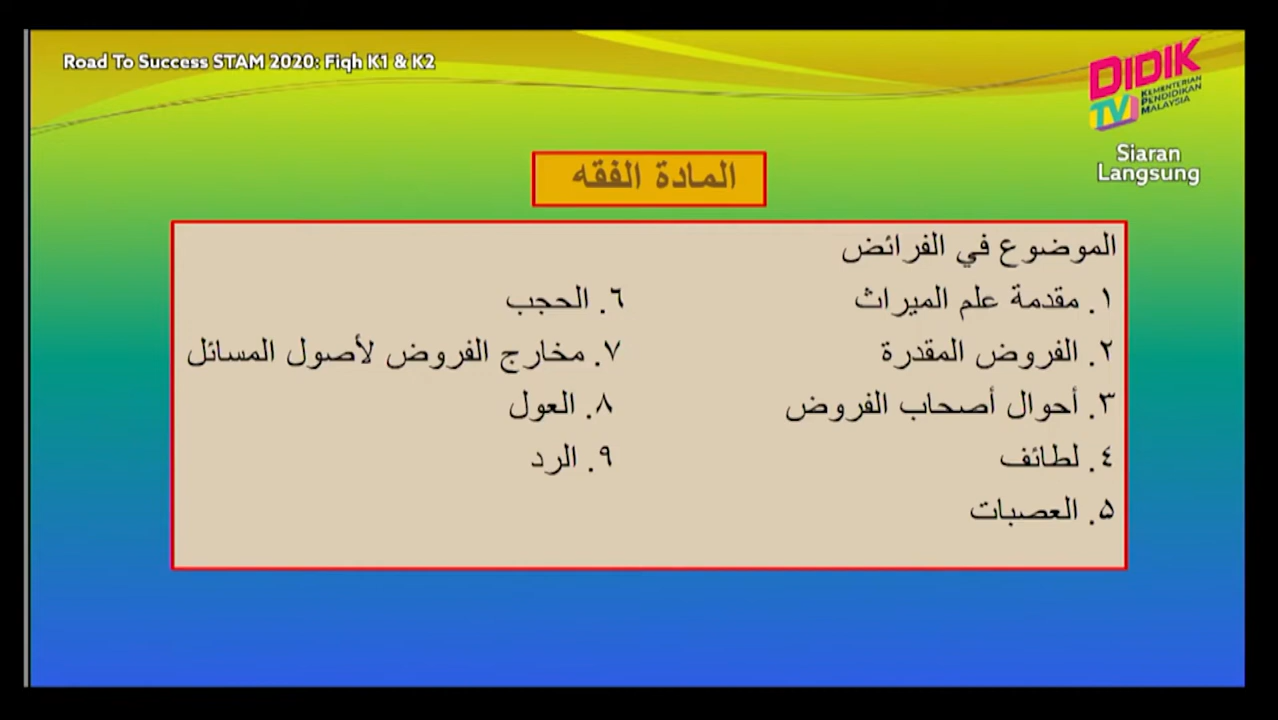 Road To Success STAM 2020: Fiqh K1 & K2
DIDIK
TV
KEMENTERIAN
PENDIDIKAN
MALAYSIA
Siaran
Langsung
المادة الفقه
الموضوع في الفرائض
١. مقدمة علم الميراث
٢. الفروض المقدرة
٣. أحوال أصحاب الفروض
٤. لطائف
۵. العصبات
٦. الحجب
٧. مخارج الفروض لأصول المسائل
٨. العول
٩. الرد